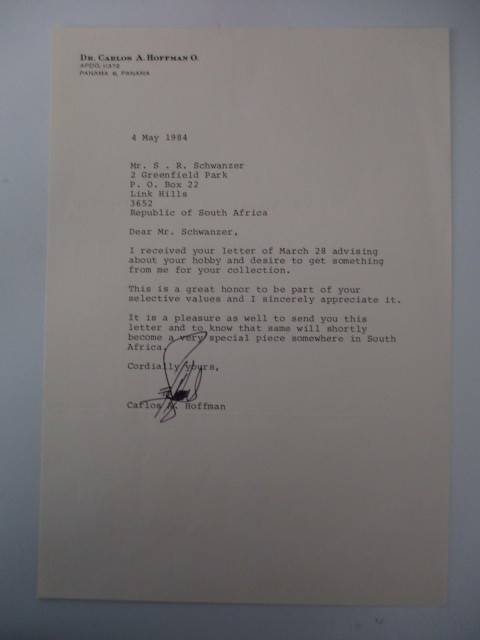 DR. CARLOS A. HOFFMAN O.
APDO. 
PANAMA 6, PANAMA
4 May 1984
Mr. S . R. Schwanzer
2 Greenfield Park
P. O. Box 22
Link Hills
3652
Republic of South Africa
Dear Mr. Schwanzer,
I received your letter of March 28 advising
about your hobby and desire to get something
from me for your collection.
This is a great honor to be part of your
selective values and I sincerely appreciate it.
It is a pleasure as well to send you this
letter and to know that same will shortly
become a very special piece somewhere in South
Africa.
Cordially yours,
Carlos A. Hoffman